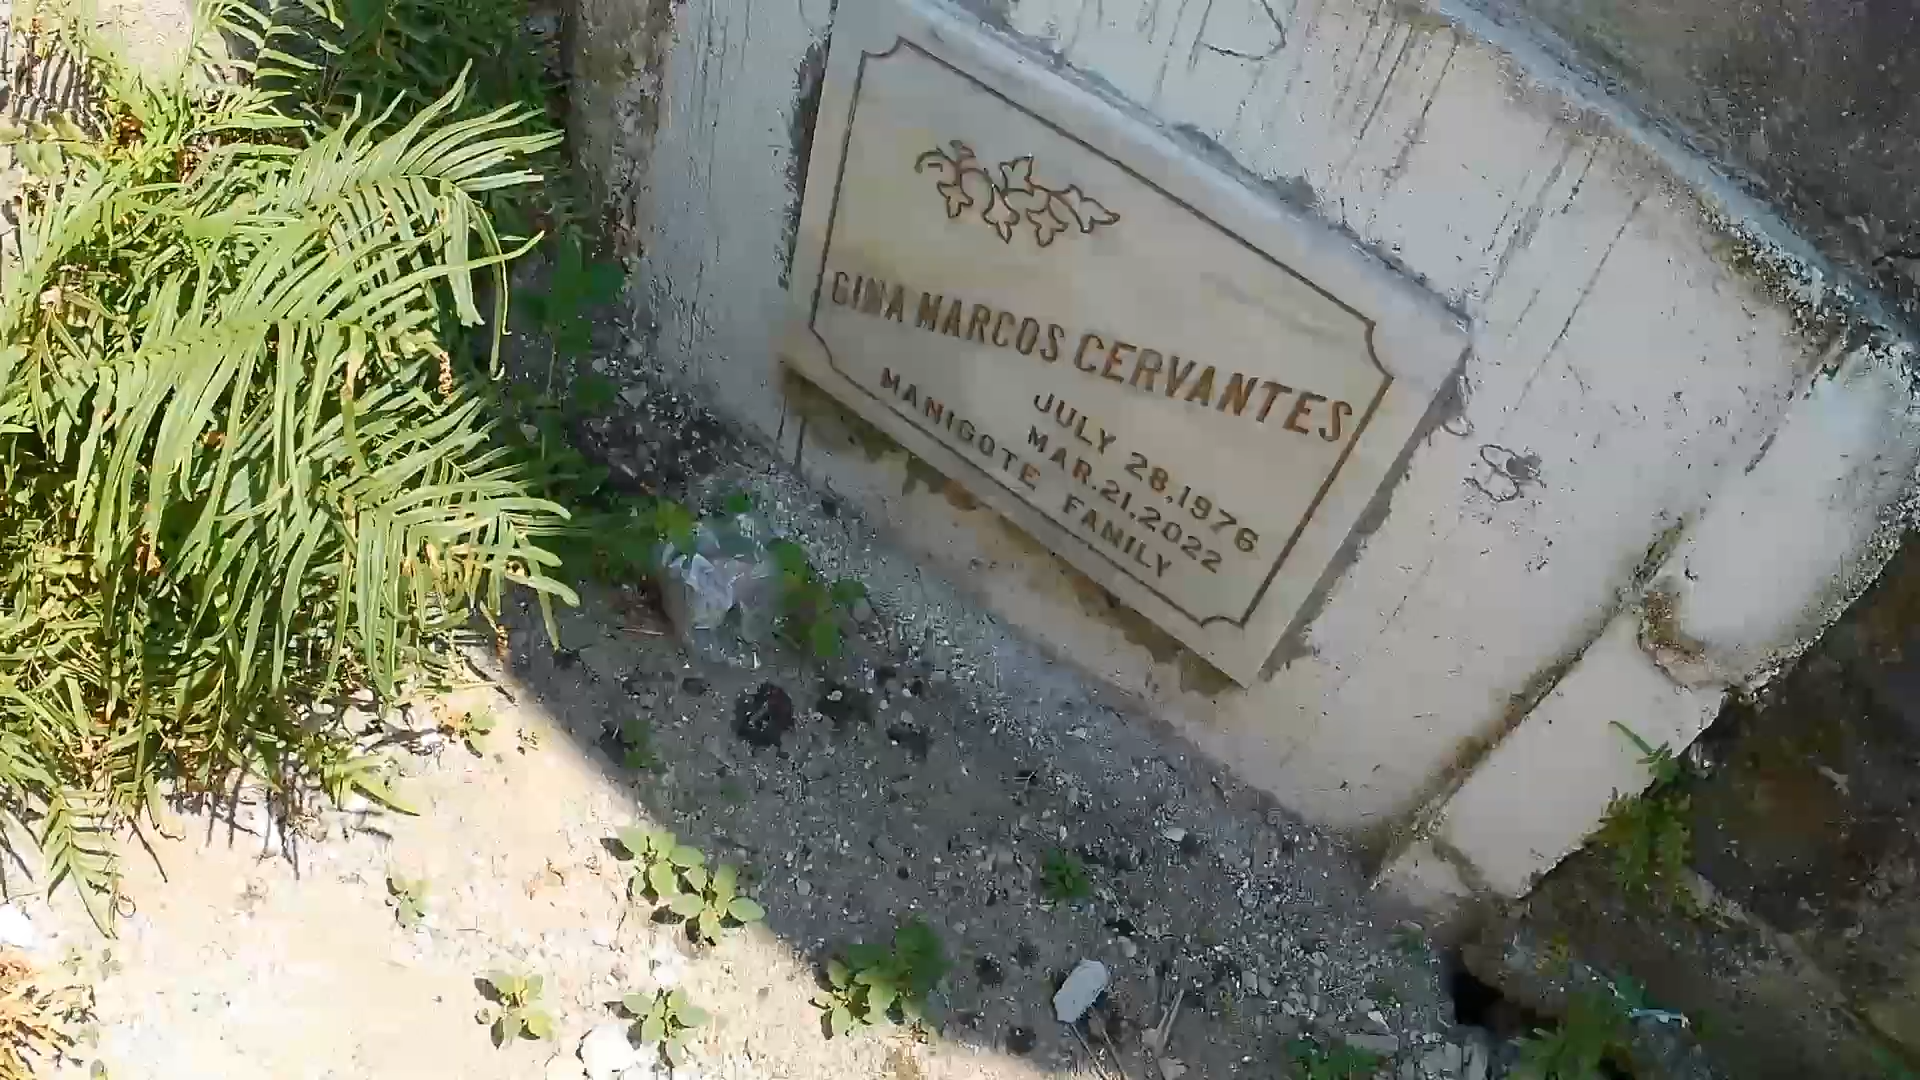 GINA MARCOS CERVANTES
JULY 28,1976
MAR.21,2022
MANIGOTE FAMILY